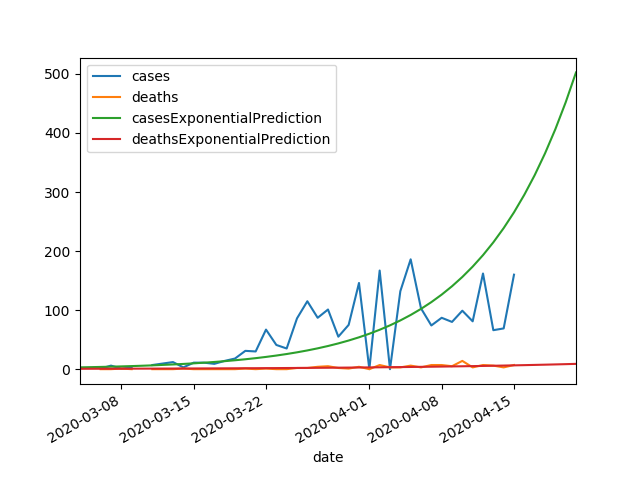 500
400
300
200
100
0
cases
deaths
casesExponentialPrediction
deathsExponentialPrediction
2020-03-08
2020-03-15
2020-03-22
2020-04-01
2020-04-08
2020-04-15
date